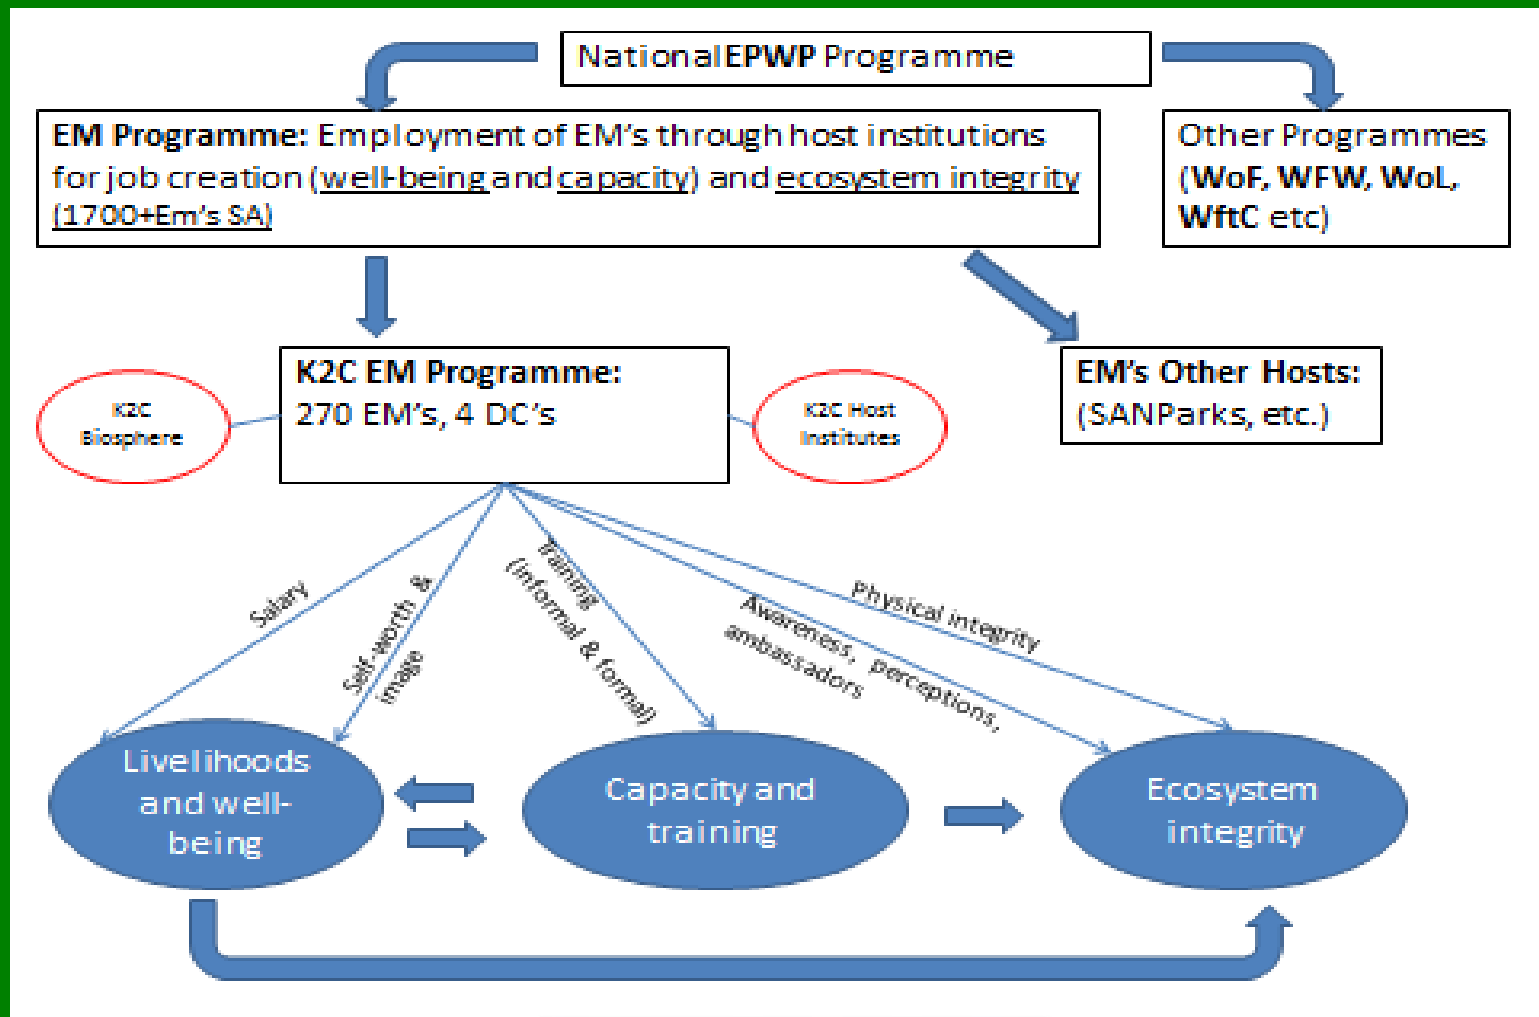 National EPWP Programme
EM Programme: Employment of EM's through host institutions
for job creation (well-being and capacity) and ecosystem integrity
(1700+Em's SA)
Other Programmes
(WoF, WFW, WoL,
WftC etc)
K2C
Biosphere
K2C EM Programme:
270 EM's, 4 DC's
K2C Host
Institutes
EM's Other Hosts:
(SANParks, etc.)
Salary
Self-worth &
image
Training
(informal & formal)
Awareness, perceptions,
ambassadors
Physical integrity
Livelihoods
and well-
being
Capacity and
training
Ecosystem
integrity